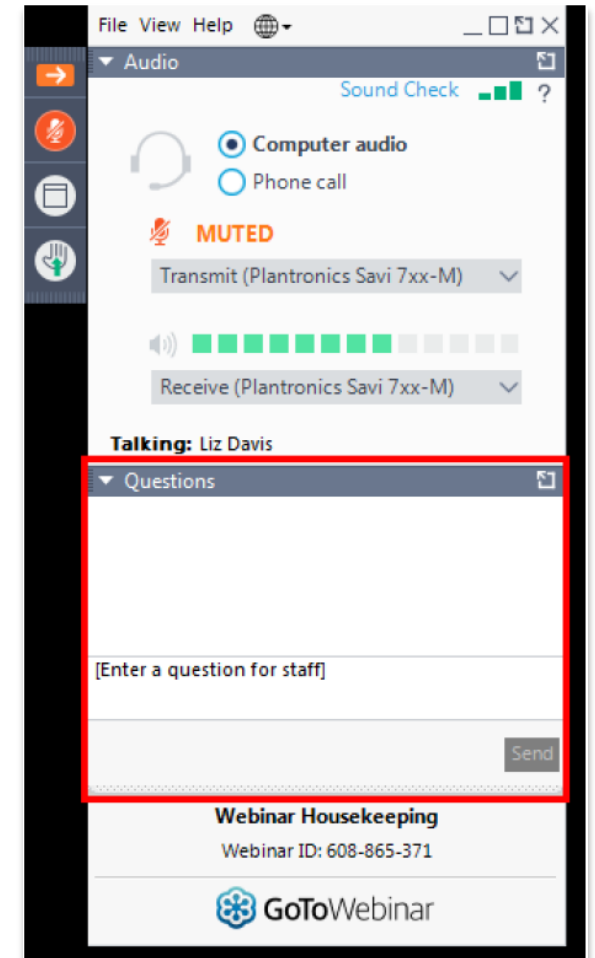 File View Help
Audio
Sound Check ?
Computer audio
Phone call
MUTED
Transmit (Plantronics Savi 7xx-M)
Receive (Plantronics Savi 7xx-M)
Talking: Liz Davis
Questions
[Enter a question for staff]
Send
Webinar Housekeeping
Webinar ID: 608-865-371
GoToWebinar